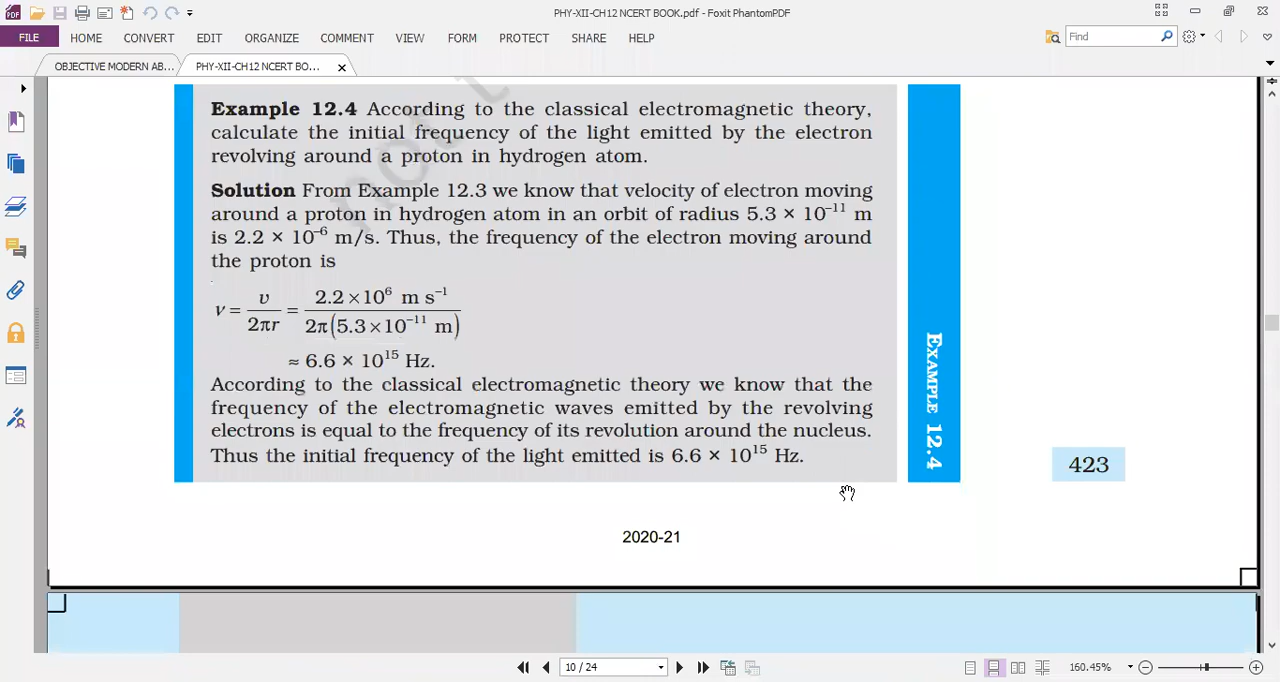 PHY-XII-CH12 NCERT BOOK.pdf - Foxit PhantomPDF
FILE HOME CONVERT EDIT ORGANIZE COMMENT VIEW FORM PROTECT SHARE HELP Find
OBJECTIVE MODERN AB... PHY-XII-CH12 NCERT BO...
not t
Example 12.4 According to the classical electromagnetic theory,
calculate the initial frequency of the light emitted by the electron
revolving around a proton in hydrogen atom.
Solution From Example 12.3 we know that velocity of electron moving
around a proton in hydrogen atom in an orbit of radius 5.3 × 10⁻¹¹ m
is 2.2 × 10⁻⁶ m/s. Thus, the frequency of the electron moving around
the proton is
ν = υ/2πr = 2.2×10⁶ m s⁻¹/2π(5.3×10⁻¹¹ m)
≈ 6.6 × 10¹⁵ Hz.
According to the classical electromagnetic theory we know that the
frequency of the electromagnetic waves emitted by the revolving
electrons is equal to the frequency of its revolution around the nucleus.
Thus the initial frequency of the light emitted is 6.6 × 10¹⁵ Hz.
EXAMPLE 12.4
423
2020-21
10 / 24
160.45%